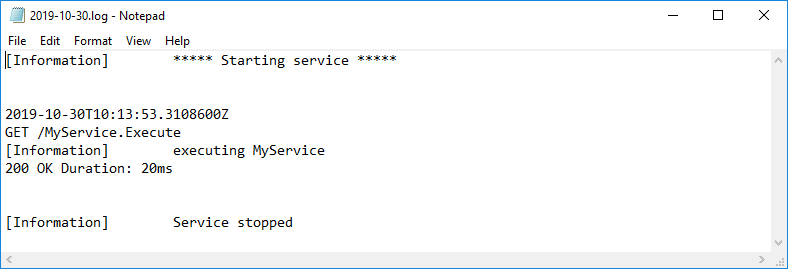 2019-10-30.log - Notepad
File Edit Format View Help
[Information]        ***** Starting service *****
2019-10-30T10:13:53.3108600Z
GET /MyService.Execute
[Information]        executing MyService
200 OK Duration: 20ms
[Information]        Service stopped